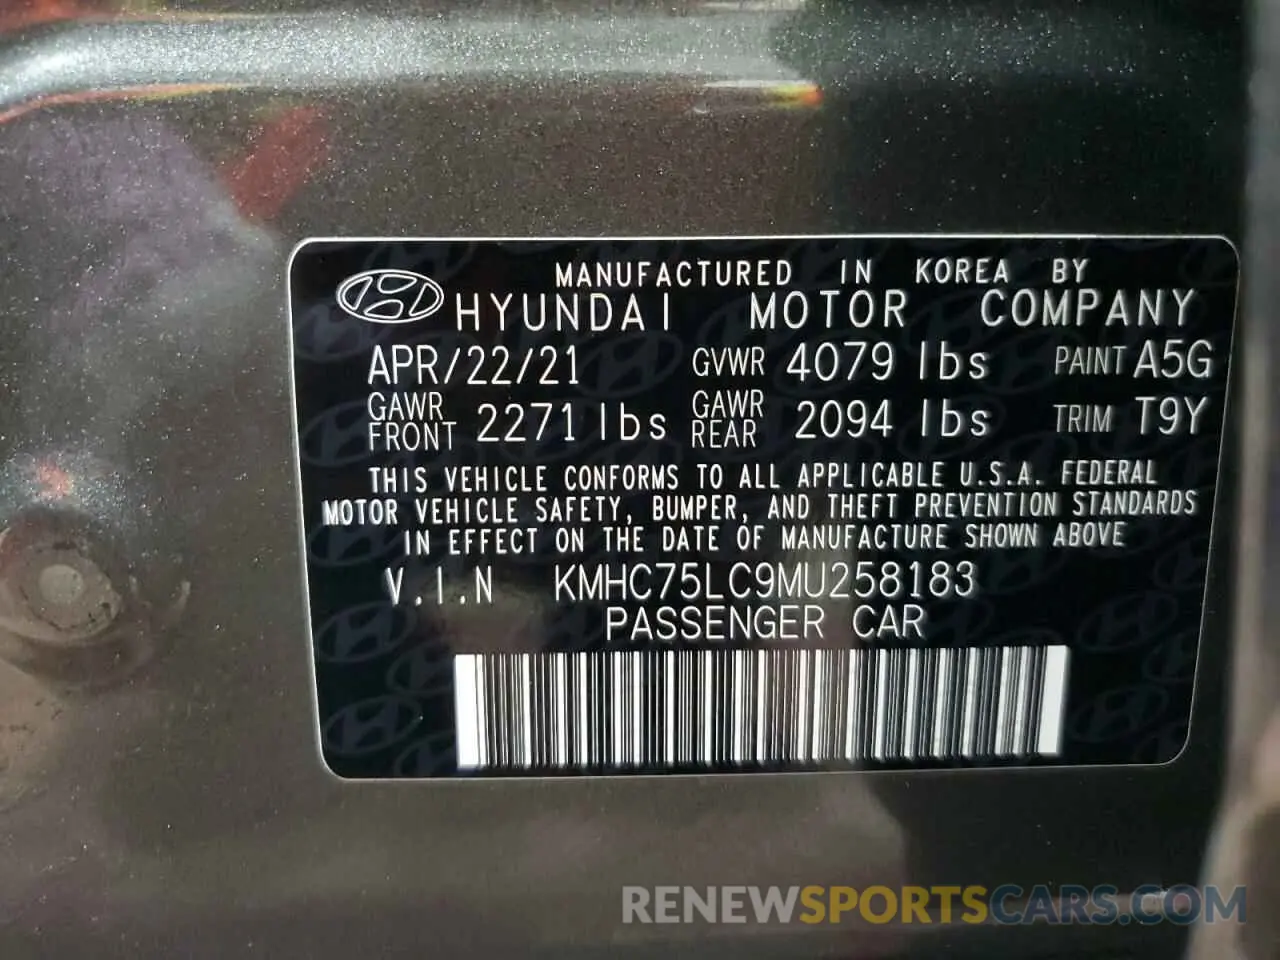 MANUFACTURED IN KOREA BY
HYUNDAI MOTOR COMPANY
APR/22/21 GVWR 4079 lbs PAINT A5G
GAWR FRONT 2271 lbs GAWR REAR 2094 lbs TRIM T9Y
THIS VEHICLE CONFORMS TO ALL APPLICABLE U.S.A. FEDERAL
MOTOR VEHICLE SAFETY, BUMPER, AND THEFT PREVENTION STANDARDS
IN EFFECT ON THE DATE OF MANUFACTURE SHOWN ABOVE
V.I.N KMHC75LC9MU258183
PASSENGER CAR
RENEWSPORTSCARS.COM